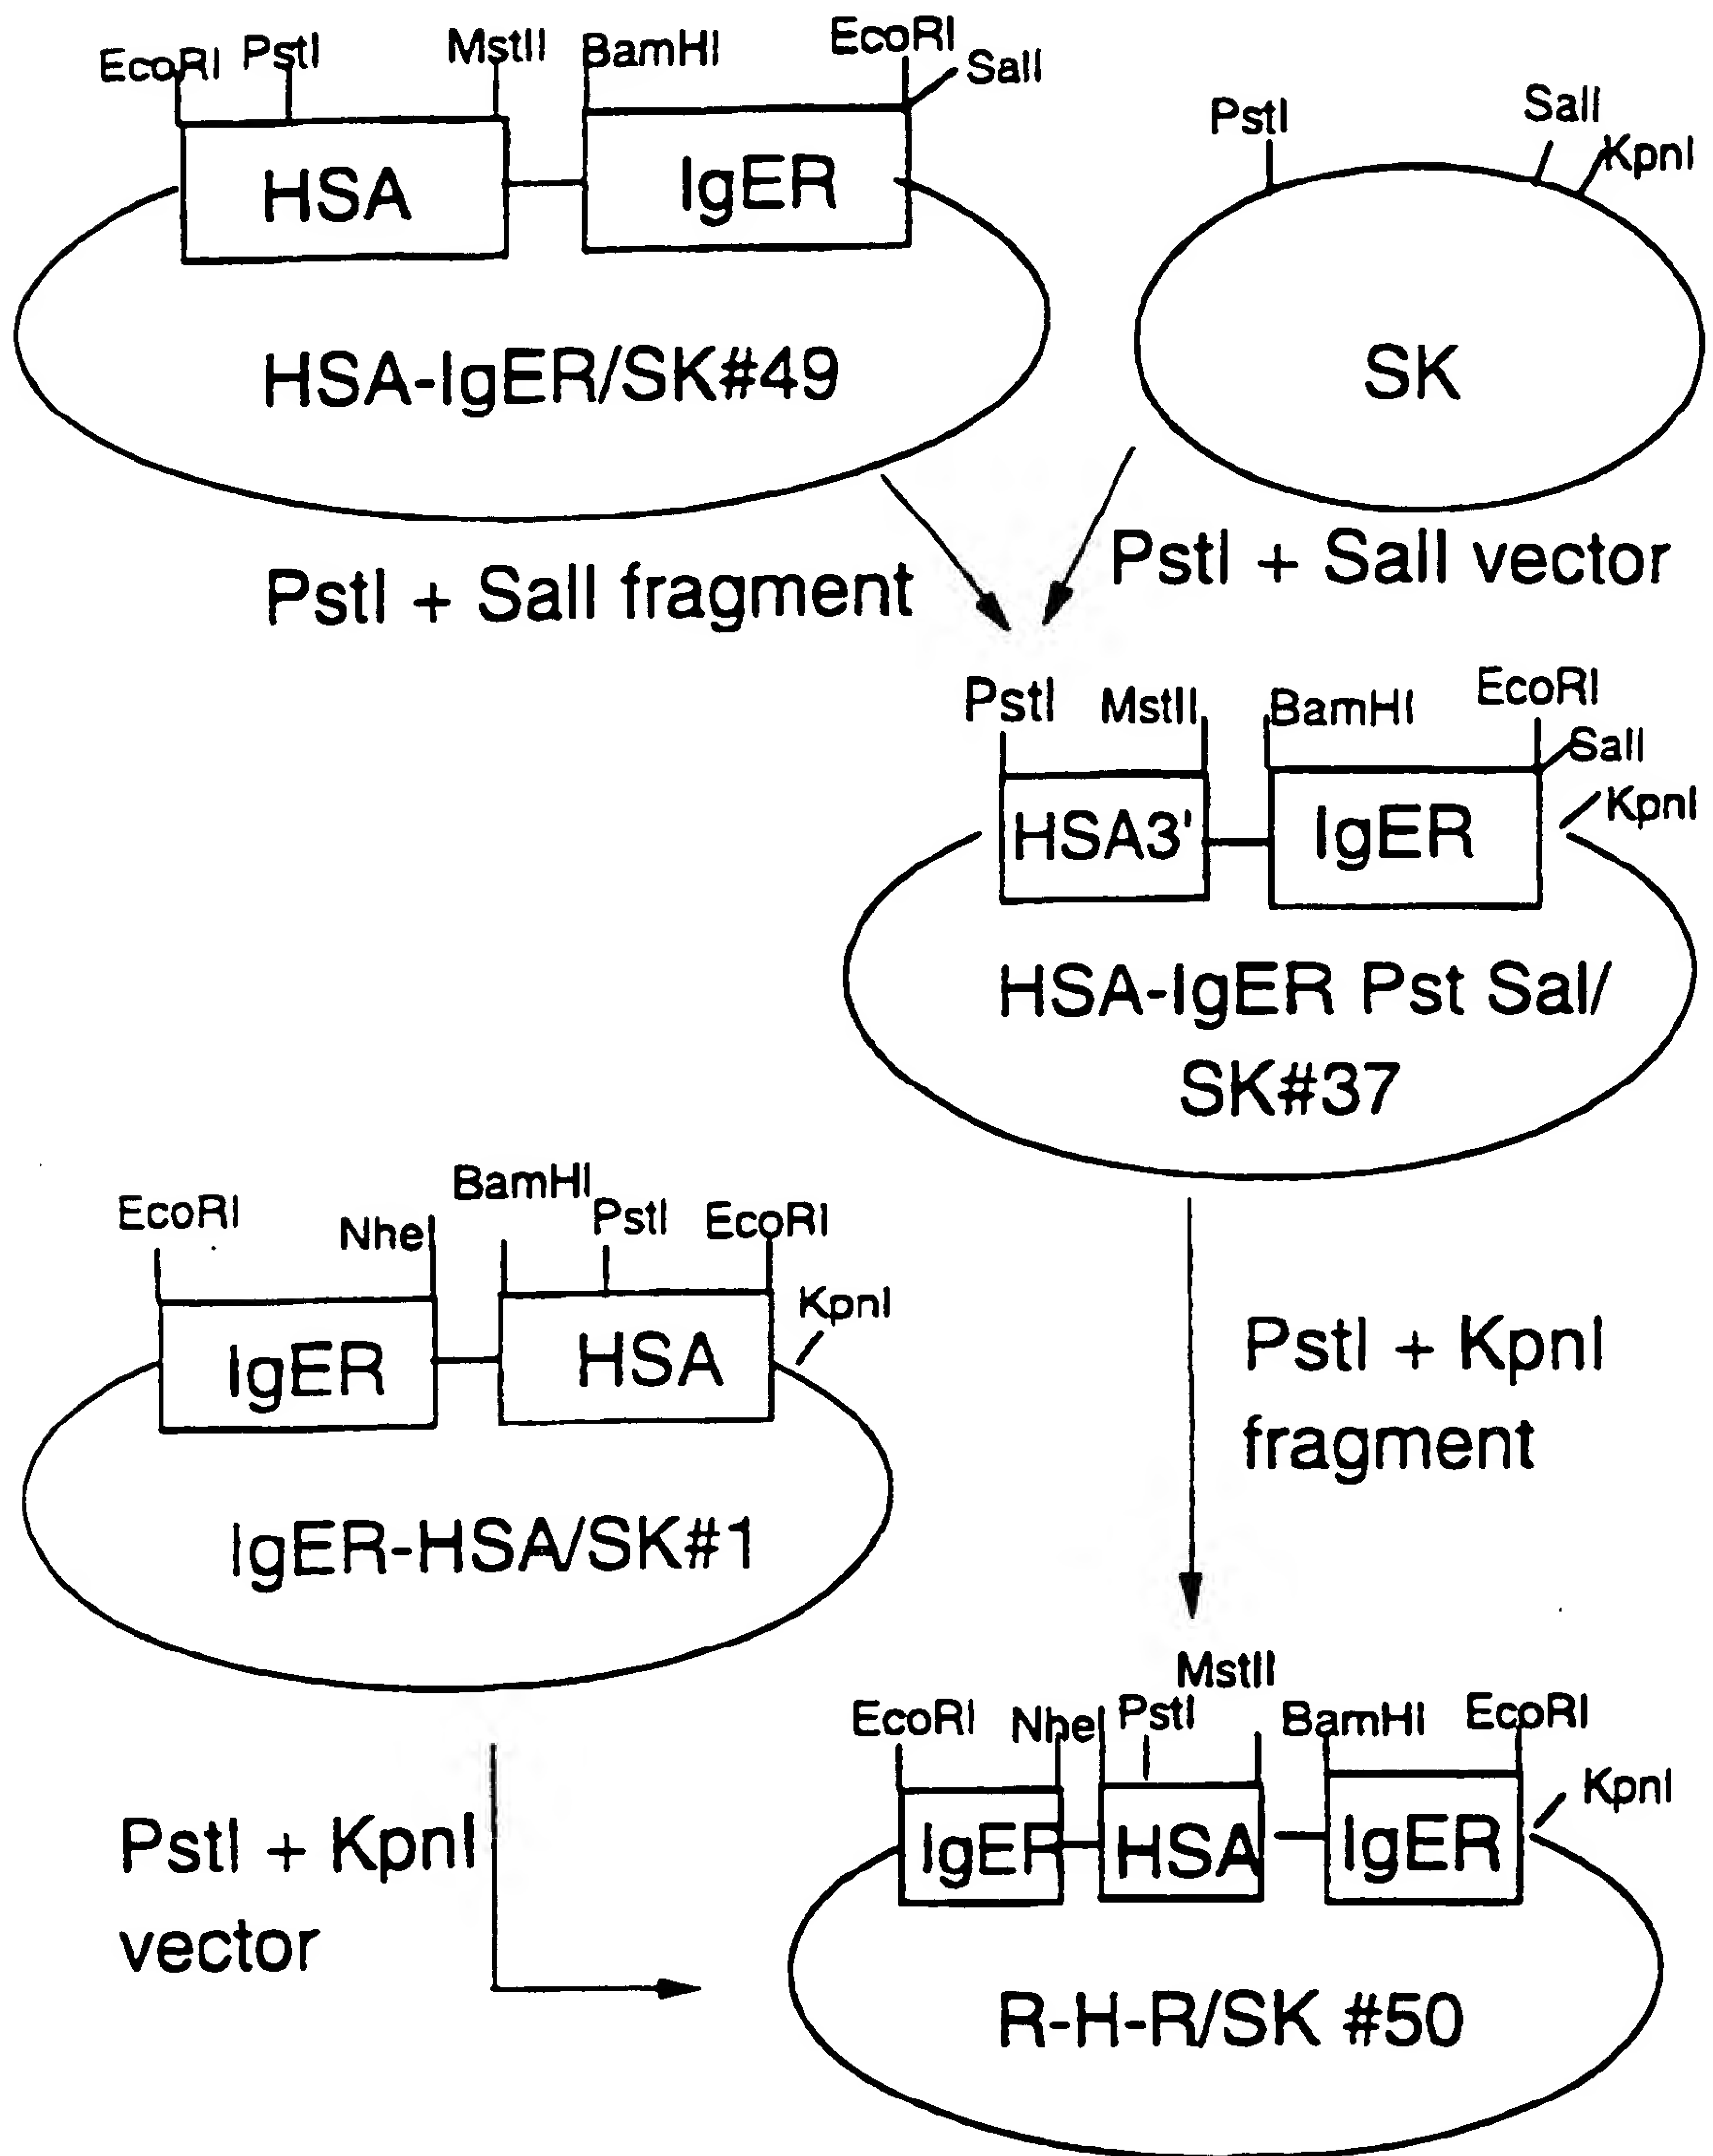 EcoRI PstI MstII BamHI EcoRI SalI
HSA IgER
HSA-IgER/SK#49
PstI SalI KpnI
SK
PstI + SalI fragment
PstI + SalI vector
PstI MstII BamHI EcoRI SalI KpnI
HSA3' IgER
HSA-IgER Pst Sal/
SK#37
EcoRI NheI BamHI PstI EcoRI KpnI
IgER HSA
IgER-HSA/SK#1
PstI + KpnI
fragment
PstI + KpnI
vector
MstII
EcoRI NheI PstI BamHI EcoRI KpnI
IgER HSA IgER
R-H-R/SK #50